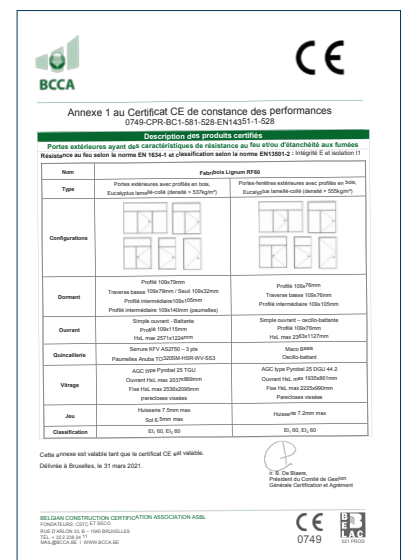 BCCA
CE
Annexe 1 au Certificat CE de constance des performances
0749-CPR-BC1-581-528-EN14351-1-528
Description des produits certifiés
Portes extérieures ayant des caractéristiques de résistance au feu et/ou d'étanchéité aux fumées
Résistance au feu selon la norme EN 1634-1 et classification selon la norme EN13501-2 : Intégrité E et isolation I1
Nom
Fabribois Lignum RF60
Type
Portes extérieures avec profilés en bois,
Eucalyptus lamellé-collé (densité > 537kg/m³)
Portes-fenêtres extérieures avec profilés en bois,
Eucalyptus lamellé-collé (densité > 555kg/m³)
Configurations
Dormant
Profilé 109x79mm
Traverse basse 109x79mm / Seuil 109x32mm
Profilé intermédiaire109x105mm
Profilé intermédiaire 109x140mm (paumelles)
Profilé 109x76mm
Traverse basse 109x76mm
Profilé intermédiaire 109x105mm
Ouvrant
Simple ouvrant - Battante
Profilé 109x115mm
HxL max 2571x1224mm
Simple ouvrant – oscillo-battante
Profilé 109x76mm
HxL max 2363x1127mm
Quincaillerie
Serrure KFV AS2750 – 3 pts
Paumelles Anuba TO320SM-HSR-WV-SS3
Maco Basis
Oscillo-battant
Vitrage
AGC type Pyrobel 25 TGU
Ouvrant HxL max 2037x869mm
Fixe HxL max 2536x2095mm
parecloses vissées
AGC type Pyrobel 25 DGU 44.2
Ouvrant HxL max 1935x861mm
Fixe HxL max 2225x990mm
Parecloses vissées
Jeu
Huisserie 7.5mm max
Sol 6,5mm max
Huisserie 7.2mm max
Classification
EI₁ 60, EI₂ 60
EI₁ 60, EI₂ 60
Cette annexe est valable tant que le certificat CE est valable.
Délivrée à Bruxelles, le 31 mars 2021.
ir. B. De Blaere,
Président du Comité de Gestion
Générale Certification et Agrément
BELGIAN CONSTRUCTION CERTIFICATION ASSOCIATION ASBL
FONDATEURS: CSTC ET SECO
RUE D'ARLON 53, B – 1040 BRUXELLES
TÉL. + 32 2 238 24 11
MAIL@BCCA.BE I WWW.BCCA.BE
CE
0749
BELAC
021 PROD